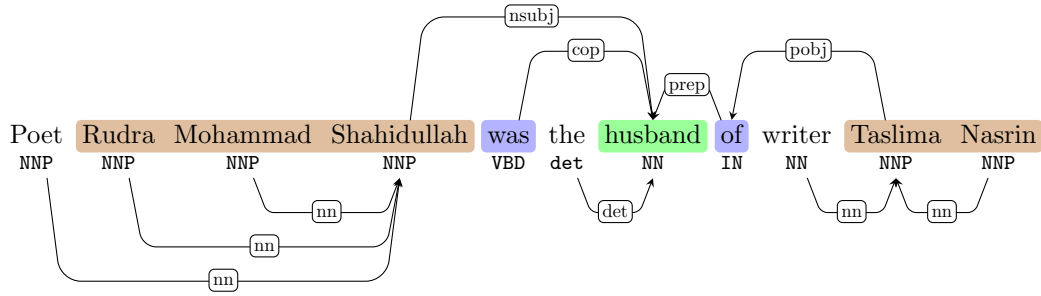 nsubj
cop
prep
pobj
Poet Rudra Mohammad Shahidullah was the husband of writer Taslima Nasrin
NNP NNP NNP NNP VBD det NN IN NN NNP NNP
nn det nn nn
nn
nn